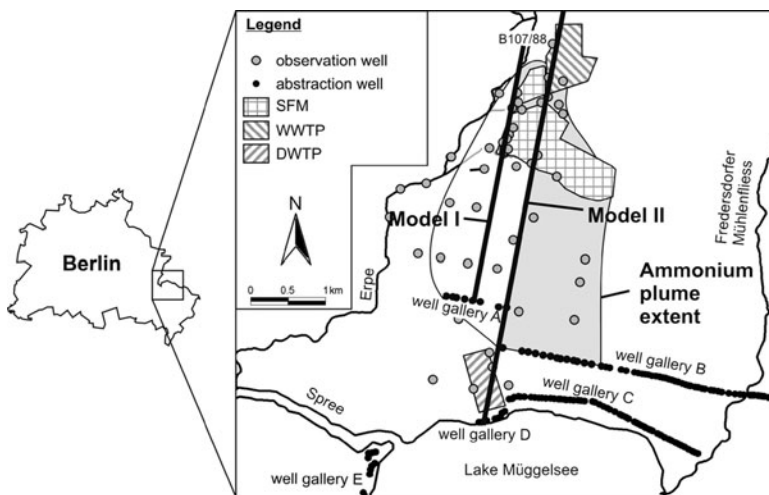 Legend
observation well
abstraction well
SFM
WWTP
DWTP
N
0 0.5 1km
B107/88
Berlin
Model I
Model II
Fredersdorfer
Mühlenfliess
Erpe
Ammonium
plume
extent
well gallery A
well gallery B
well gallery C
Spree
well gallery D
well gallery E
Lake Müggelsee